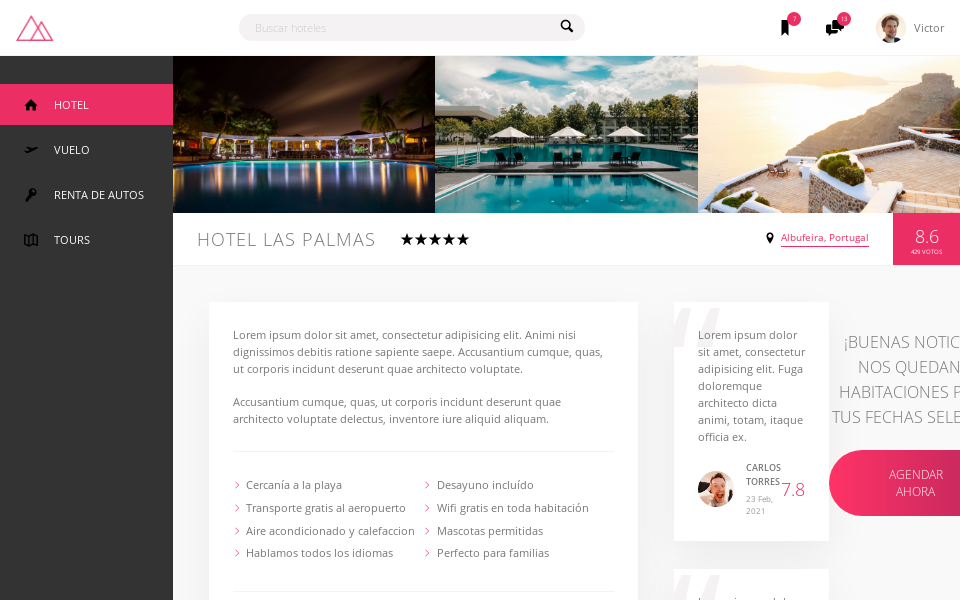 Buscar hoteles
7
13
Victor
HOTEL
VUELO
RENTA DE AUTOS
TOURS
HOTEL LAS PALMAS
Albufeira, Portugal
8.6
429 VOTOS
Lorem ipsum dolor sit amet, consectetur adipisicing elit. Animi nisi
dignissimos debitis ratione sapiente saepe. Accusantium cumque, quas,
ut corporis incidunt deserunt quae architecto voluptate.
Accusantium cumque, quas, ut corporis incidunt deserunt quae
architecto voluptate delectus, inventore iure aliquid aliquam.
Cercanía a la playa
Transporte gratis al aeropuerto
Aire acondicionado y calefaccion
Hablamos todos los idiomas
Desayuno incluído
Wifi gratis en toda habitación
Mascotas permitidas
Perfecto para familias
Lorem ipsum dolor
sit amet, consectetur
adipisicing elit. Fuga
doloremque
architecto dicta
animi, totam, itaque
officia ex.
CARLOS
TORRES
23 Feb,
2021
7.8
¡BUENAS NOTIC
NOS QUEDAN
HABITACIONES P
TUS FECHAS SELE
AGENDAR
AHORA